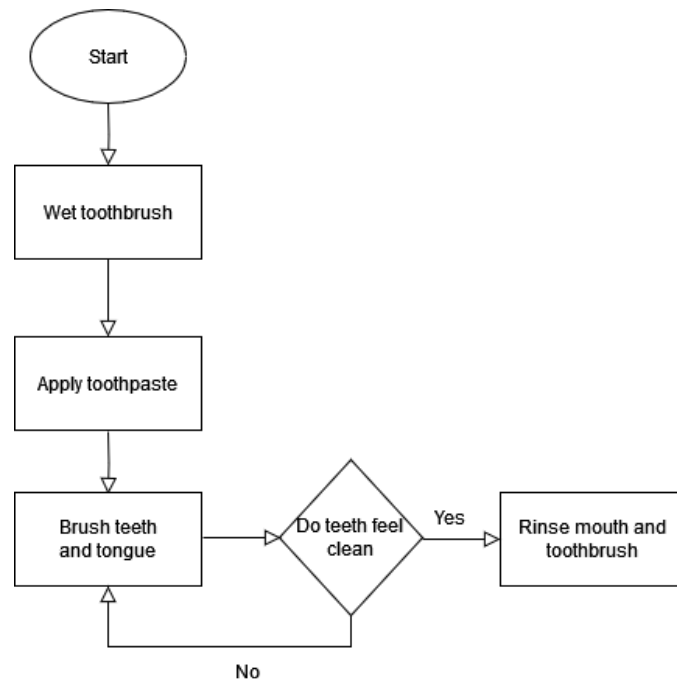 Start
Wet toothbrush
Apply toothpaste
Brush teeth
and tongue
Do teeth feel
clean
Yes
Rinse mouth and
toothbrush
No